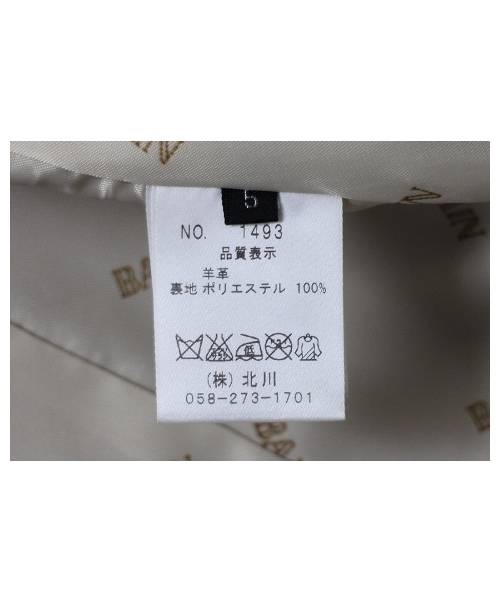 5
NO. 1493
品質表示
羊革
裏地 ポリエステル 100%
低
(株) 北川
058-273-1701